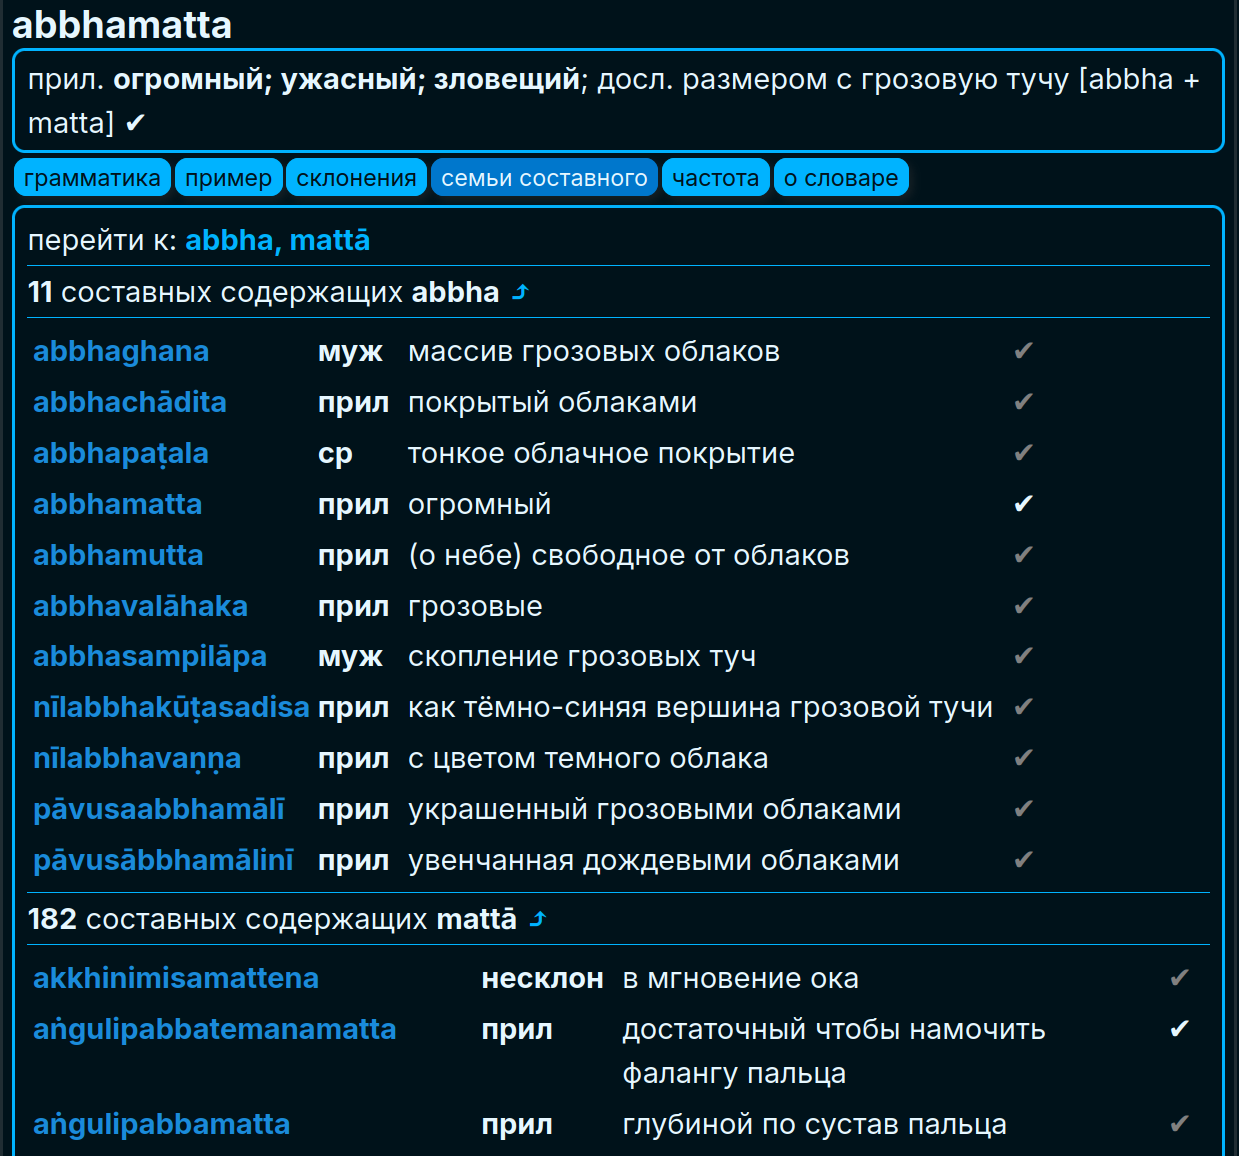 abbhamatta
прил. огромный; ужасный; зловещий; досл. размером с грозовую тучу [abbha +
matta] ✔
грамматика пример склонения семьи составного частота о словаре
перейти к: abbha, mattā
11 составных содержащих abbha ⤴
abbhaghana муж массив грозовых облаков ✔
abbhachādita прил покрытый облаками ✔
abbhapaṭala ср тонкое облачное покрытие ✔
abbhamatta прил огромный ✔
abbhamutta прил (о небе) свободное от облаков ✔
abbhavalāhaka прил грозовые ✔
abbhasampilāpa муж скопление грозовых туч ✔
nīlabbhakūṭasadisa прил как тёмно-синяя вершина грозовой тучи ✔
nīlabbhavaṇṇa прил с цветом темного облака ✔
pāvusaabbhamālī прил украшенный грозовыми облаками ✔
pāvusābbhamālinī прил увенчанная дождевыми облаками ✔
182 составных содержащих mattā ⤴
akkhinimisamattena несклон в мгновение ока ✔
aṅgulipabbatemanamatta прил достаточный чтобы намочить ✔
фалангу пальца
aṅgulipabbamatta прил глубиной по сустав пальца ✔